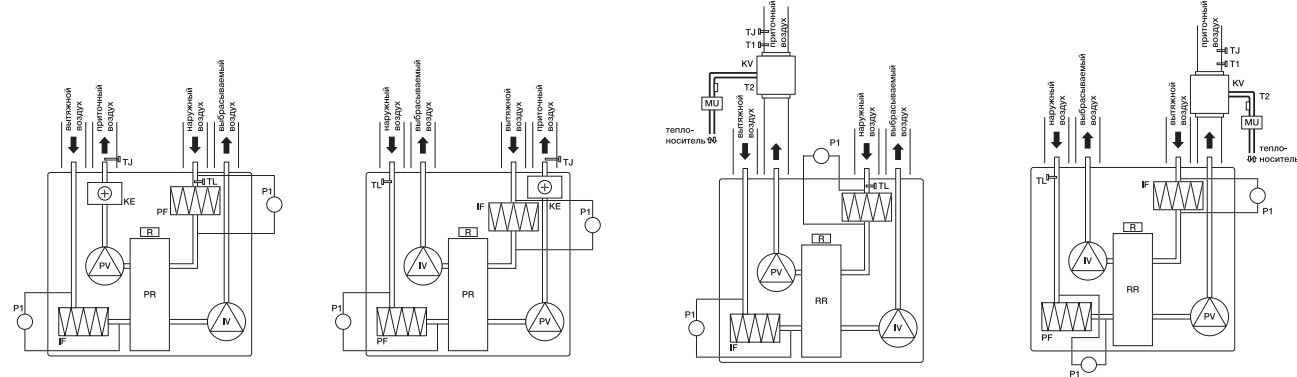 вытяжной
воздух
приточный
воздух
наружный
воздух
выбрасываемый
воздух
TJ
TL
P1
KE
PF
R
PV
PR
IV
P1
IF
наружный
воздух
выбрасываемый
воздух
вытяжной
воздух
приточный
воздух
TJ
TL
KE
IF
P1
R
IV
PR
PV
P1
PF
приточный
воздух
TJ
T1
KV
T2
MU
тепло-
носитель
вытяжной
воздух
наружный
воздух
выбрасываемый
воздух
P1
TL
R
PV
RR
IV
P1
IF
приточный
воздух
TJ
T1
KV
T2
MU
тепло-
носитель
наружный
воздух
выбрасываемый
воздух
вытяжной
воздух
TL
IF
P1
R
IV
RR
PV
PF
P1